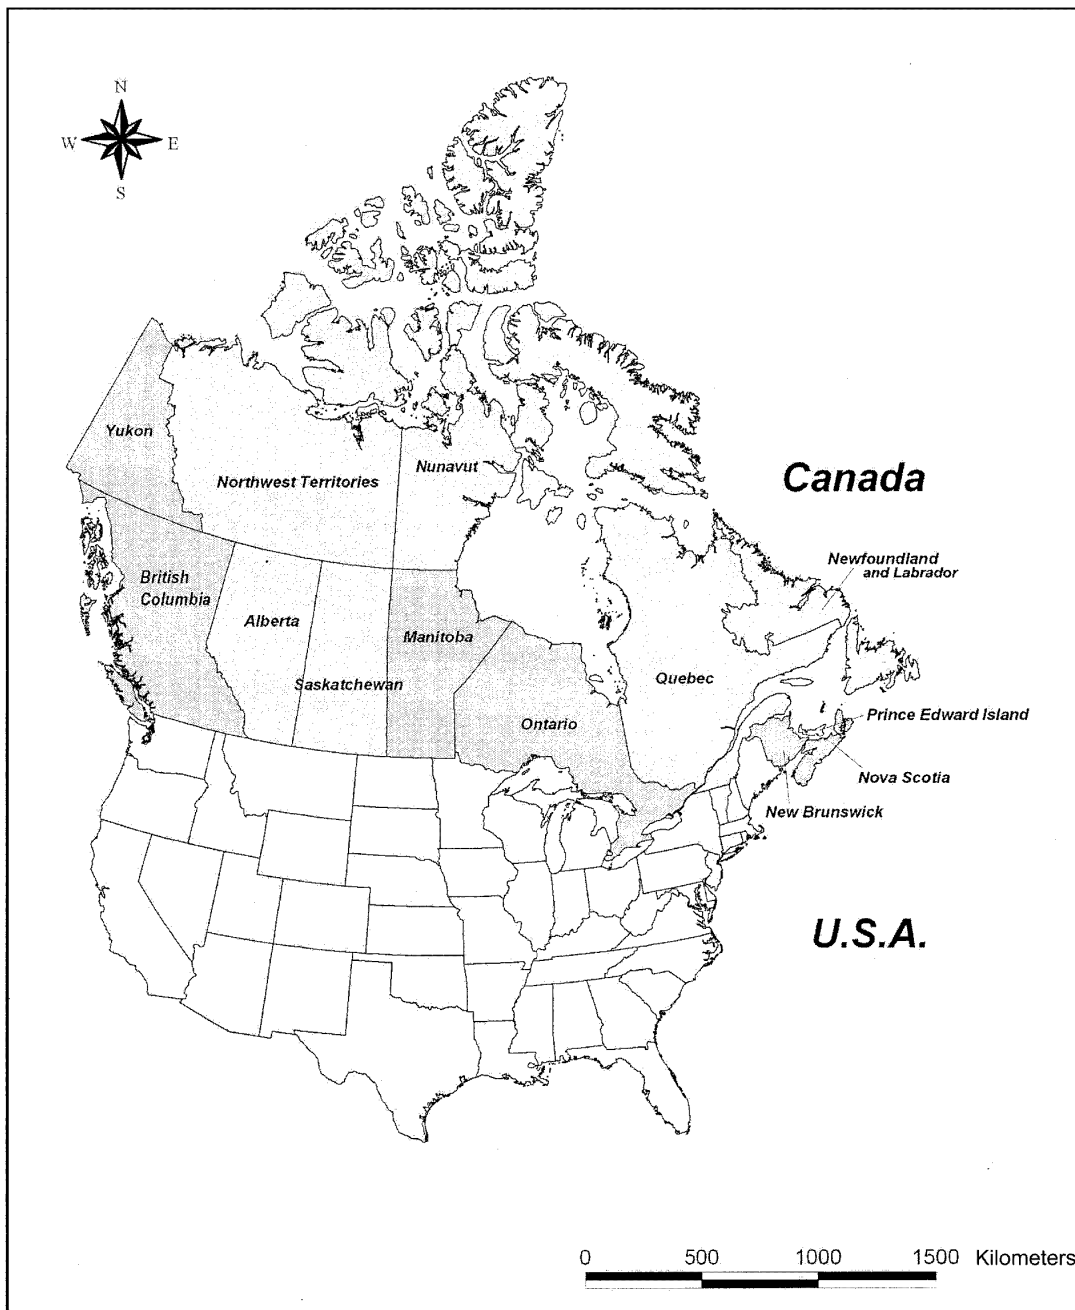 N
W E
S
Yukon
Northwest Territories
Nunavut
Canada
Newfoundland
and Labrador
British
Columbia
Alberta
Manitoba
Saskatchewan
Quebec
Ontario
Prince Edward Island
Nova Scotia
New Brunswick
U.S.A.
0 500 1000 1500 Kilometers